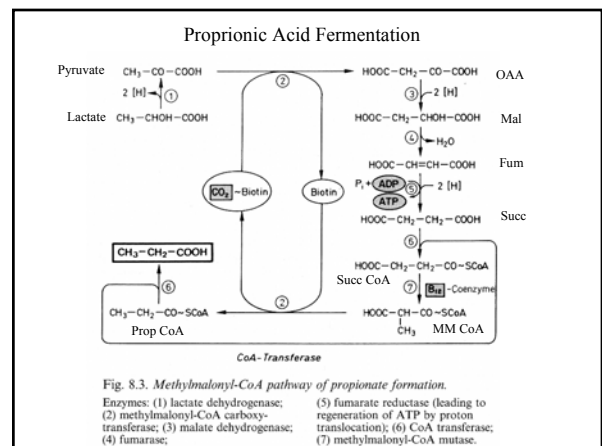 Proprionic Acid Fermentation
Pyruvate CH₃–CO–COOH ② HOOC–CH₂–CO–COOH OAA
2 [H] ① ③ 2 [H]
Lactate CH₃–CHOH–COOH HOOC–CH₂–CHOH–COOH Mal
④ H₂O
HOOC–CH=CH–COOH Fum
Pᵢ + ADP ⑤ 2 [H]
CO₂ ~Biotin Biotin ATP
HOOC–CH₂–CH₂–COOH Succ
CH₃–CH₂–COOH ⑥
HOOC–CH₂–CH₂–CO~SCoA
Succ CoA
⑥ ⑦ B₁₂ -Coenzyme
CH₃–CH₂–CO~SCoA ② HOOC–CH–CO~SCoA
Prop CoA CH₃ MM CoA
CoA-Transferase
Fig. 8.3. Methylmalonyl-CoA pathway of propionate formation.
Enzymes: (1) lactate dehydrogenase;
(2) methylmalonyl-CoA carboxy-
transferase; (3) malate dehydrogenase;
(4) fumarase;
(5) fumarate reductase (leading to
regeneration of ATP by proton
translocation); (6) CoA transferase;
(7) methylmalonyl-CoA mutase.